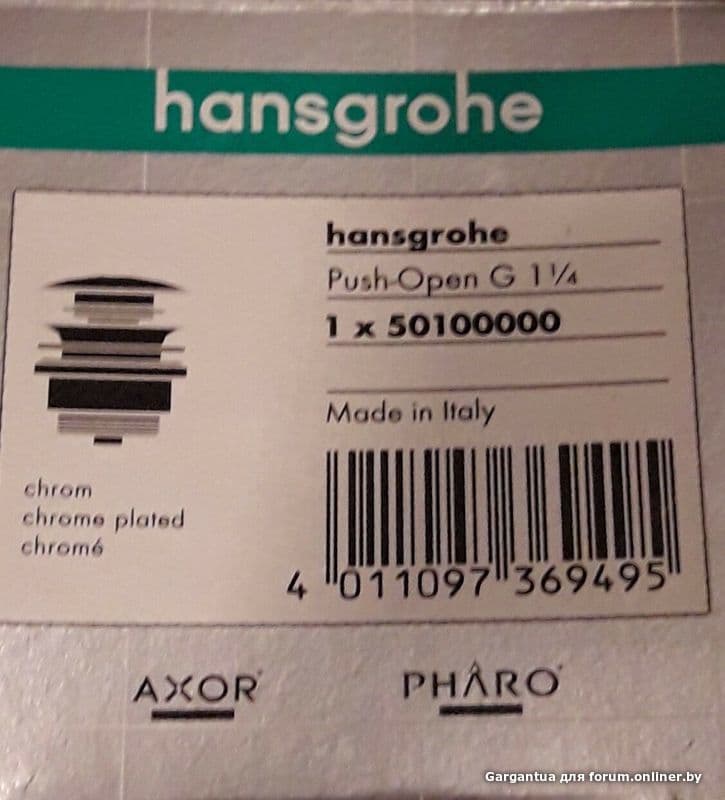 hansgrohe
hansgrohe
Push-Open G 1¼
1 x 50100000
Made in Italy
chrom
chrome plated
chromé
4 011097 369495
AXOR
PHÂRO
Gargantua для forum.onliner.by